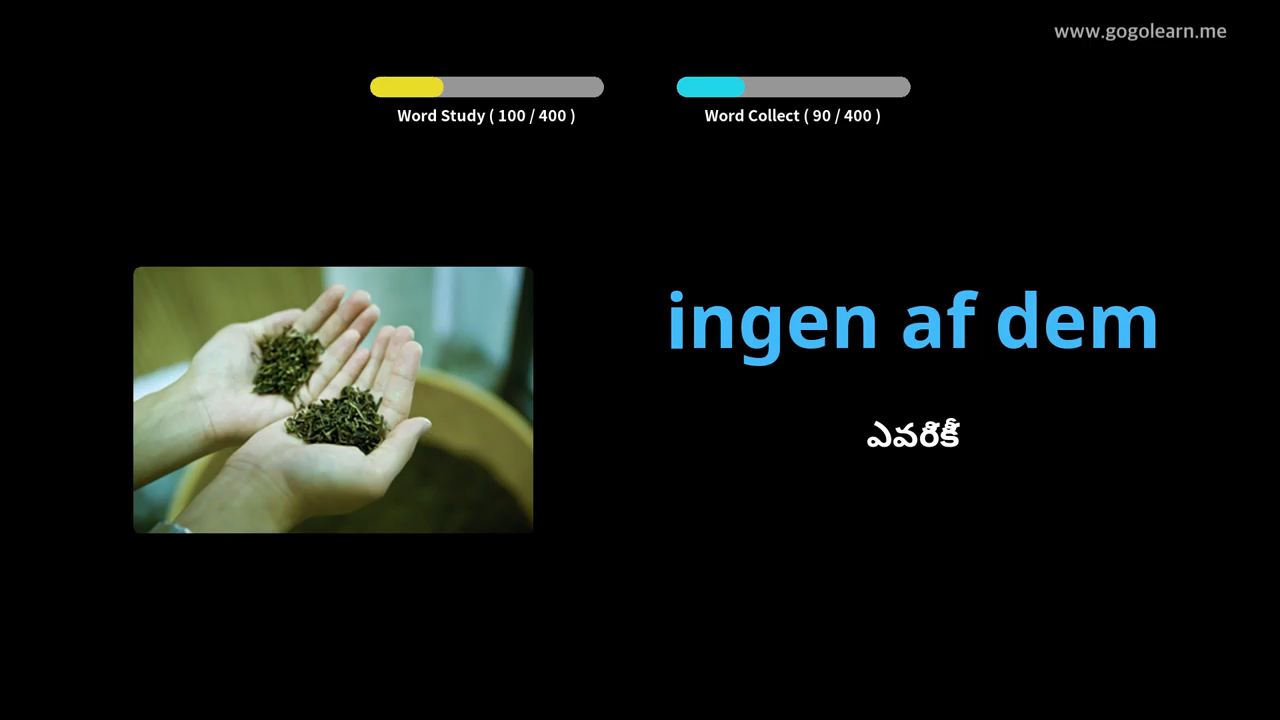 www.gogolearn.me
Word Study ( 100 / 400 )
Word Collect ( 90 / 400 )
ingen af dem
ఎవరికీ